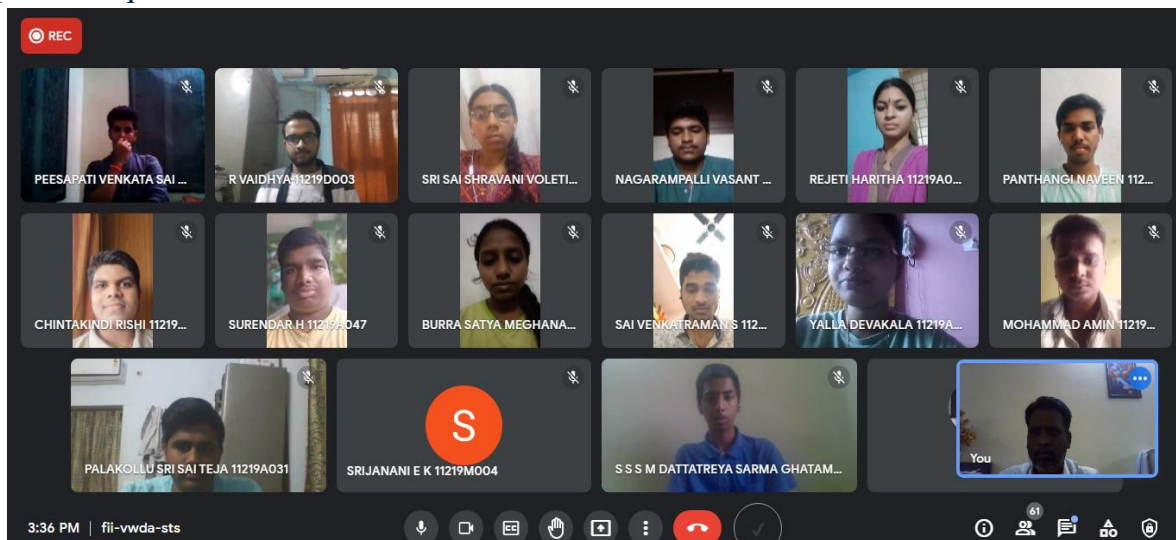 REC
PEESAPATI VENKATA SAI ...
R VAIDHYA 11219D003
SRI SAI SHRAVANI VOLETI...
NAGARAMPALLI VASANT ...
REJETI HARITHA 11219A0...
PANTHANGI NAVEEN 112...
CHINTAKINDI RISHI 11219...
SURENDAR H 11219A047
BURRA SATYA MEGHANA...
SAI VENKATRAMAN S 112...
YALLA DEVAKALA 11219A...
MOHAMMAD AMIN 11219...
PALAKOLLU SRI SAI TEJA 11219A031
S
SRIJANANI E K 11219M004
S S S M DATTATREYA SARMA GHATAM...
You
3:36 PM | fii-vwda-sts
CC
61